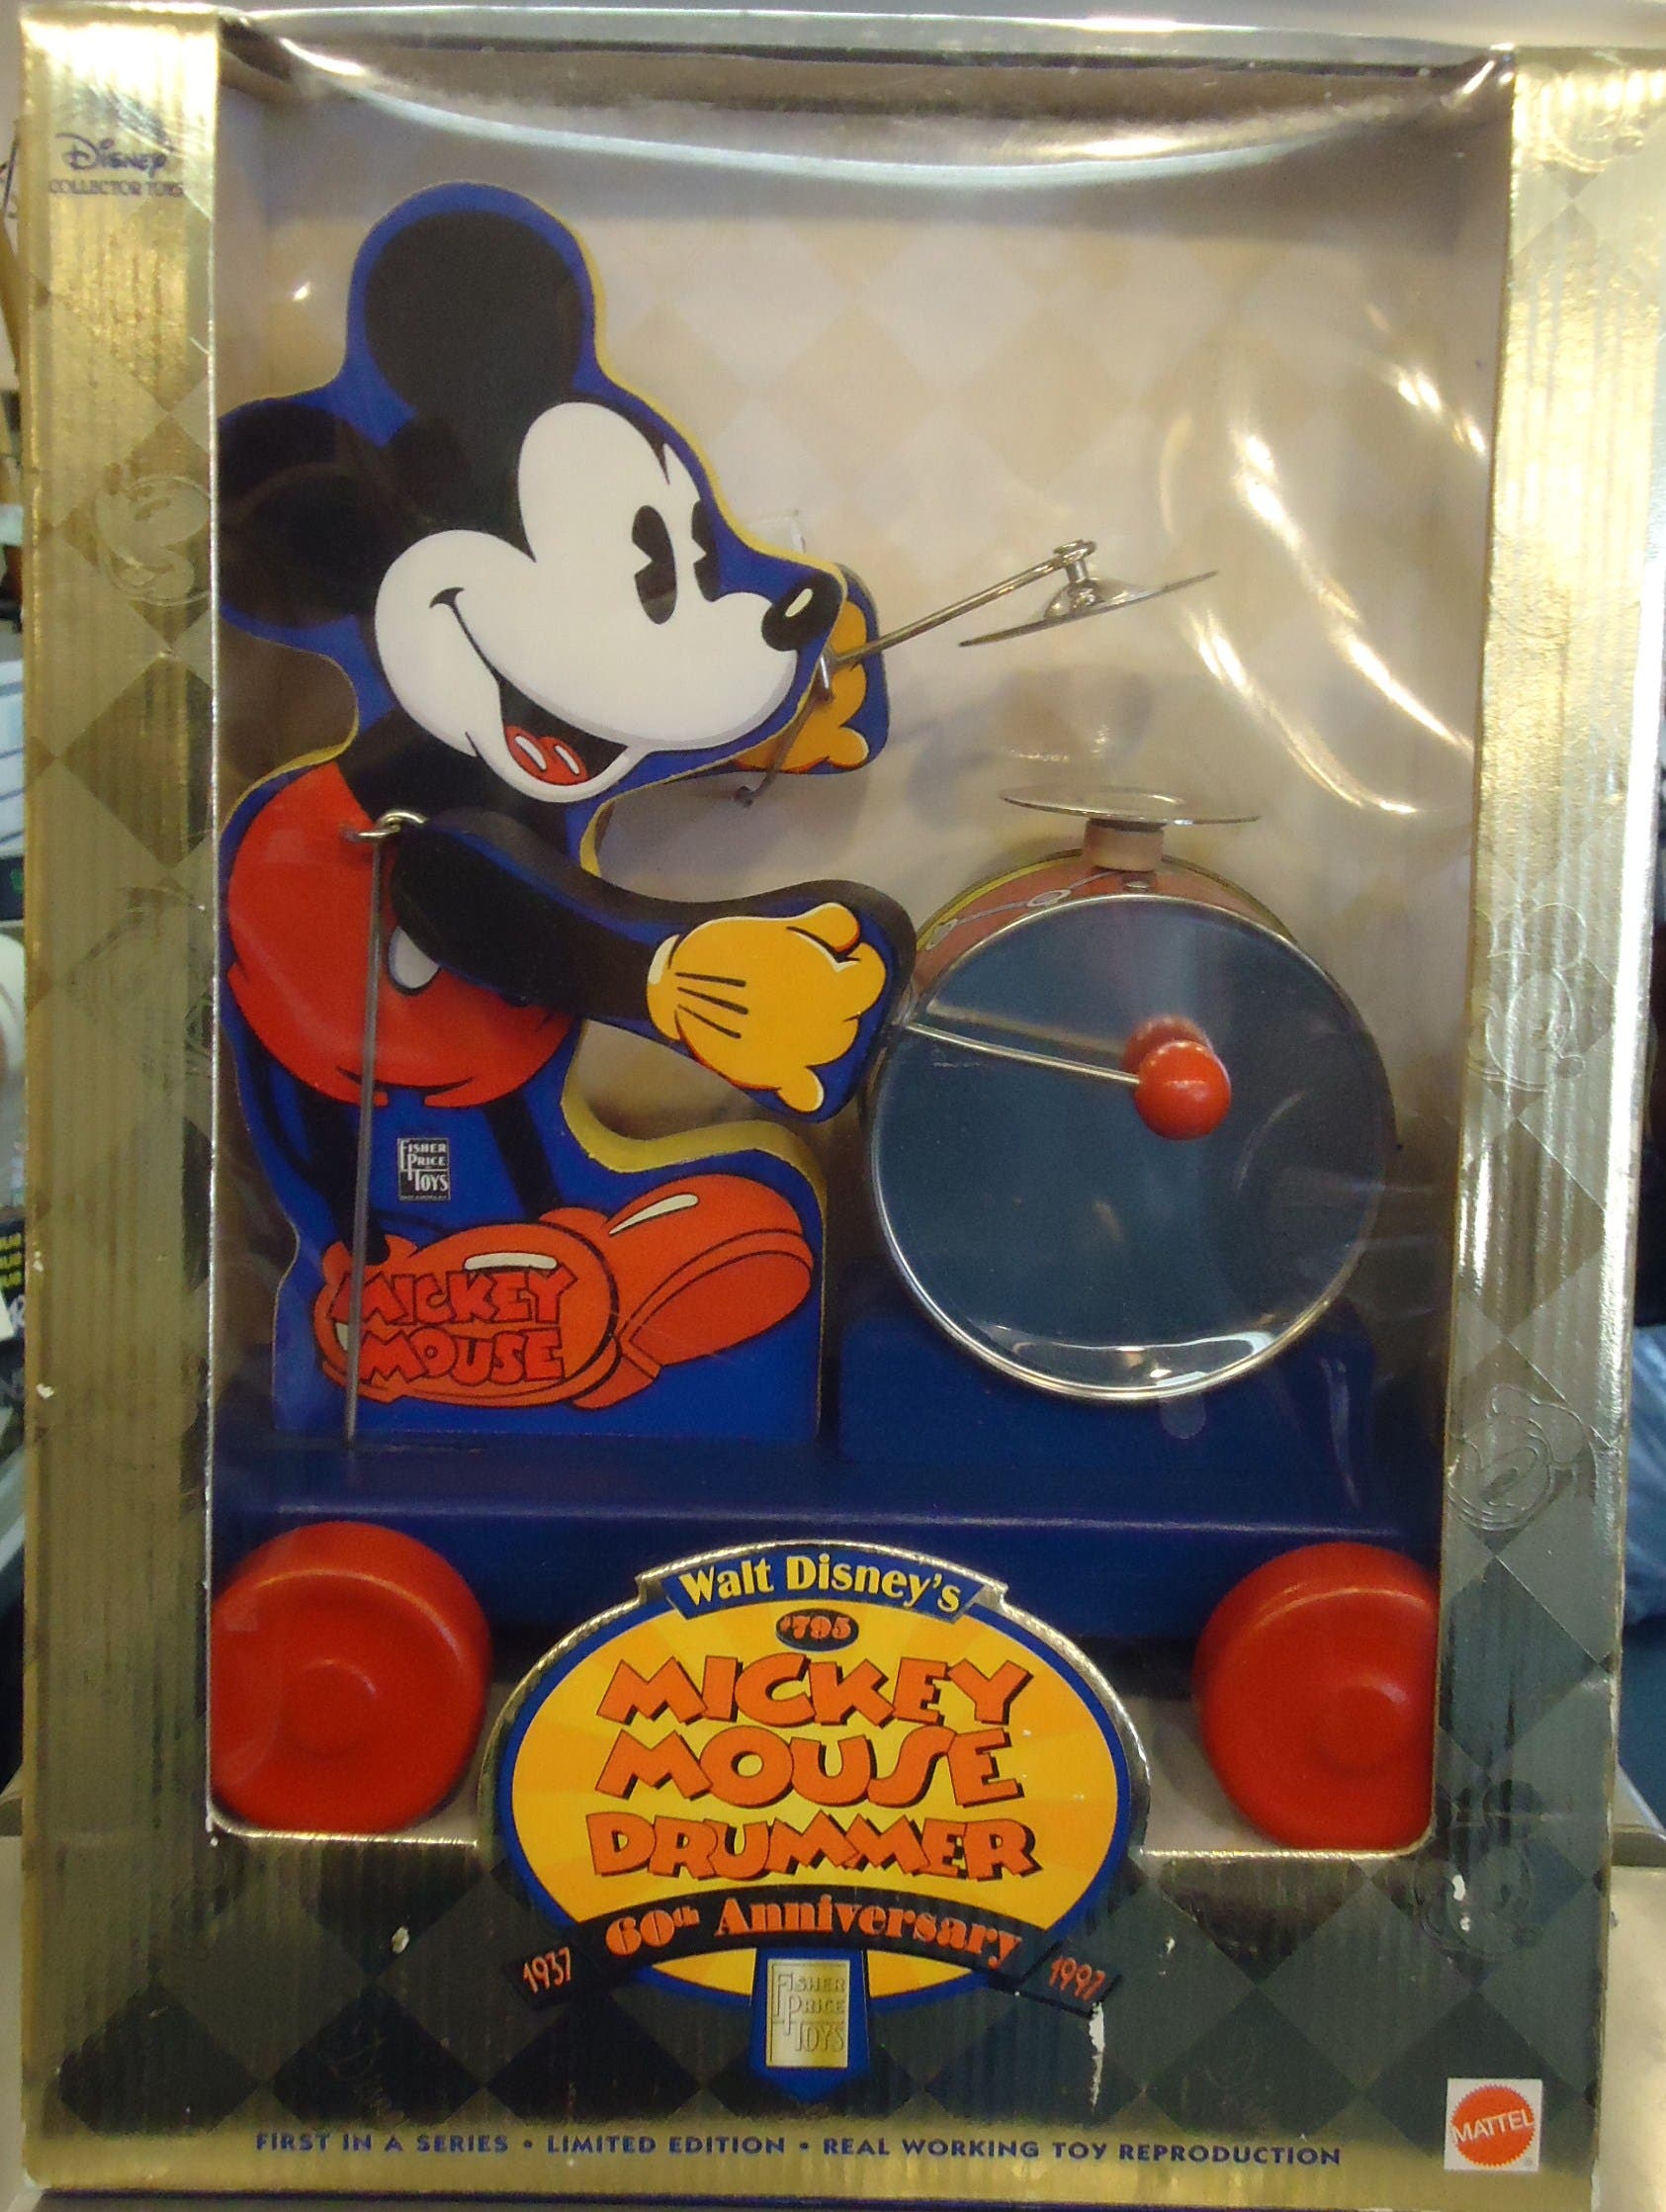 Disney
COLLECTOR TOYS
FISHER
PRICE
TOYS
MICKEY
MOUSE
Walt Disney's
#795
MICKEY
MOUSE
DRUMMER
60th Anniversary
1937
1997
FISHER
PRICE
TOYS
FIRST IN A SERIES • LIMITED EDITION • REAL WORKING TOY REPRODUCTION
MATTEL